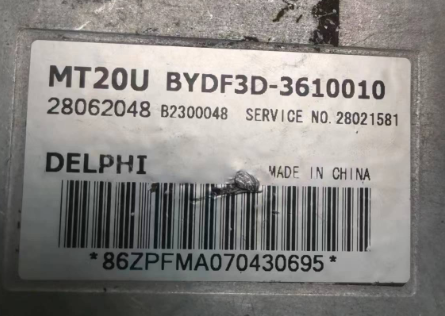 MT20U BYDF3D-3610010
28062048 B2300048 SERVICE NO. 28021581
DELPHI MADE IN CHINA
*86ZPFMA070430695*